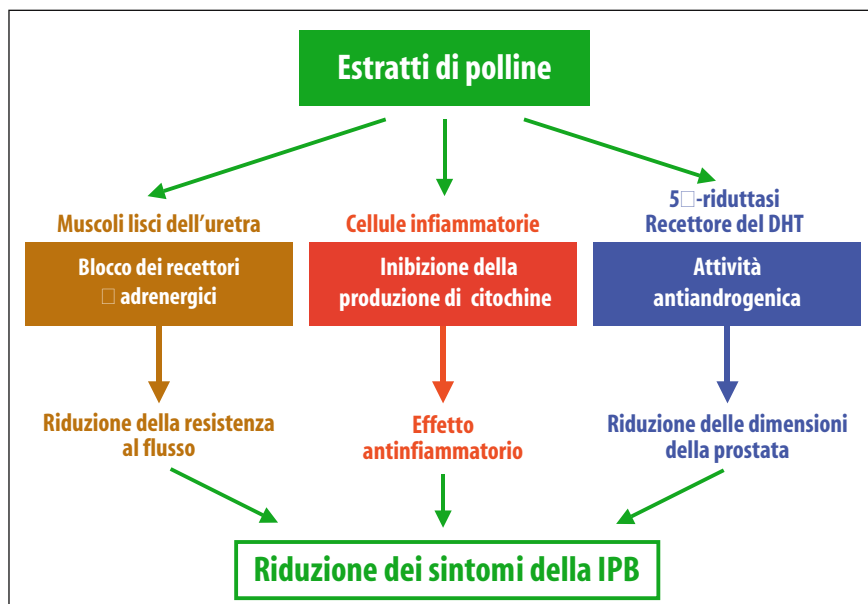 Estratti di polline
Muscoli lisci dell'uretra
Blocco dei recettori
□ adrenergici
Riduzione della resistenza
al flusso
Cellule infiammatorie
Inibizione della
produzione di citochine
Effetto
antinfiammatorio
5□-riduttasi
Recettore del DHT
Attività
antiandrogenica
Riduzione delle dimensioni
della prostata
Riduzione dei sintomi della IPB